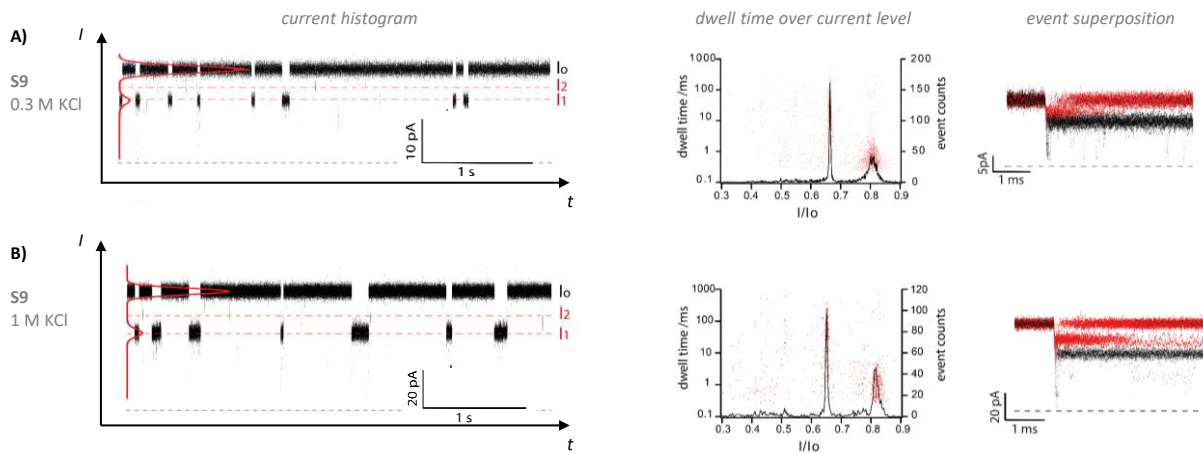 current histogram
dwell time over current level
event superposition
A)
I
S9
0.3 M KCl
Io
I2
I1
10 pA
1 s
t
dwell time /ms
1000
100
10
1
0.1
200
150
100
50
0
event counts
0.3 0.4 0.5 0.6 0.7 0.8 0.9
I/Io
5pA
1 ms
B)
I
S9
1 M KCl
Io
I2
I1
20 pA
1 s
t
dwell time /ms
1000
100
10
1
0.1
120
100
80
60
40
20
0
event counts
0.3 0.4 0.5 0.6 0.7 0.8 0.9
I/Io
20 pA
1 ms